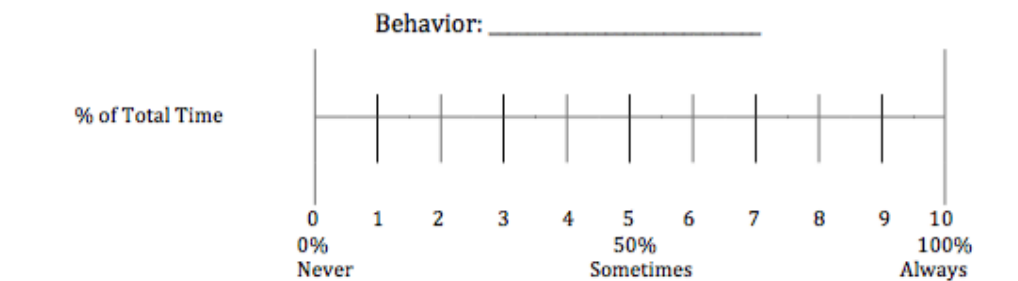 Behavior: ______________________
% of Total Time
0 1 2 3 4 5 6 7 8 9 10
0% 50% 100%
Never Sometimes Always